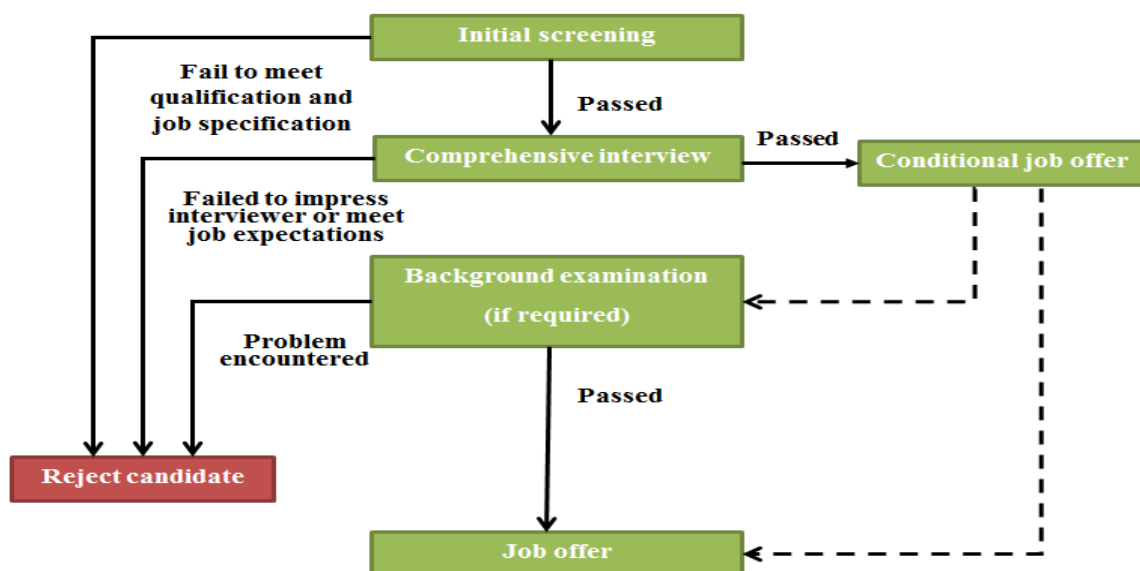 Initial screening
Fail to meet
qualification and
job specification
Passed
Comprehensive interview
Passed
Conditional job offer
Failed to impress
interviewer or meet
job expectations
Background examination
(if required)
Problem
encountered
Passed
Reject candidate
Job offer